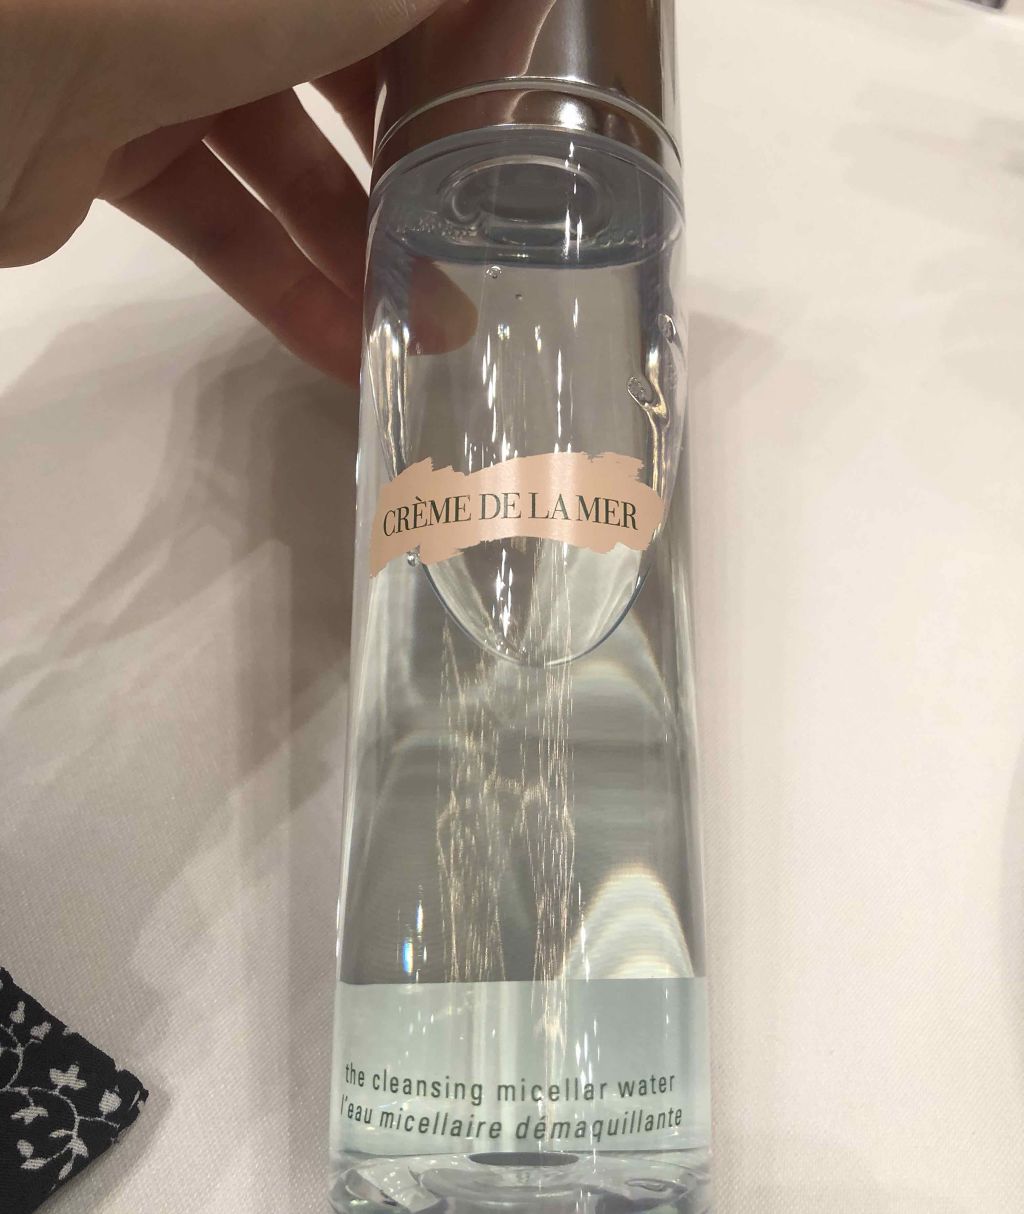 CRÈME DE LA MER
the cleansing micellar water
l'eau micellaire démaquillante